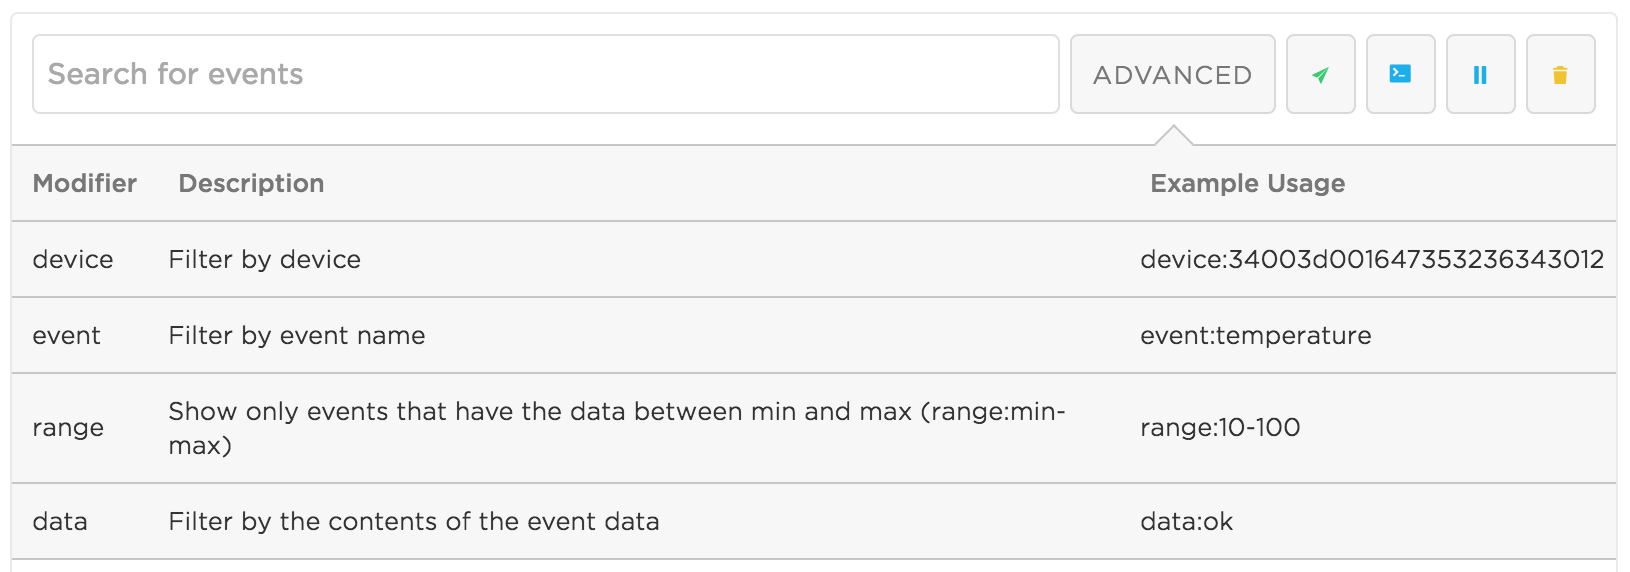 Search for events
ADVANCED
Modifier Description Example Usage
device Filter by device device:34003d001647353236343012
event Filter by event name event:temperature
range Show only events that have the data between min and max (range:min-
max) range:10-100
data Filter by the contents of the event data data:ok